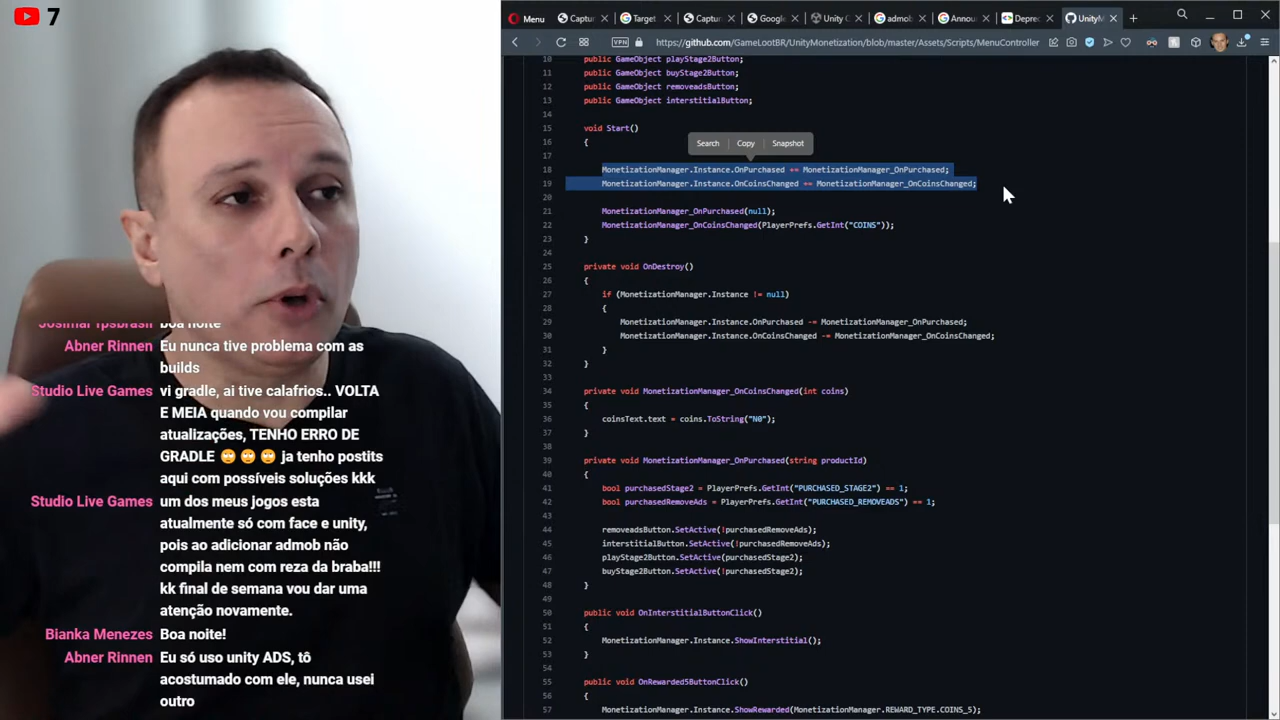 7
Menu
Captur
Target
Captur
Google
Unity C
admob
Annou
Depre
UnityM
VPN
https://github.com/GameLootBR/UnityMonetization/blob/master/Assets/Scripts/MenuController
10 public GameObject playStage2Button;
11 public GameObject buyStage2Button;
12 public GameObject removeadsButton;
13 public GameObject interstitialButton;
14
15 void Start()
16 {
Search Copy Snapshot
17
18 MonetizationManager.Instance.OnPurchased += MonetizationManager_OnPurchased;
19 MonetizationManager.Instance.OnCoinsChanged += MonetizationManager_OnCoinsChanged;
20
21 MonetizationManager_OnPurchased(null);
22 MonetizationManager_OnCoinsChanged(PlayerPrefs.GetInt("COINS"));
23 }
24
25 private void OnDestroy()
26 {
27 if (MonetizationManager.Instance != null)
28 {
29 MonetizationManager.Instance.OnPurchased -= MonetizationManager_OnPurchased;
30 MonetizationManager.Instance.OnCoinsChanged -= MonetizationManager_OnCoinsChanged;
31 }
32 }
33
34 private void MonetizationManager_OnCoinsChanged(int coins)
35 {
36 coinsText.text = coins.ToString("N0");
37 }
38
39 private void MonetizationManager_OnPurchased(string productId)
40 {
41 bool purchasedStage2 = PlayerPrefs.GetInt("PURCHASED_STAGE2") == 1;
42 bool purchasedRemoveAds = PlayerPrefs.GetInt("PURCHASED_REMOVEADS") == 1;
43
44 removeadsButton.SetActive(!purchasedRemoveAds);
45 interstitialButton.SetActive(!purchasedRemoveAds);
46 playStage2Button.SetActive(purchasedStage2);
47 buyStage2Button.SetActive(!purchasedStage2);
48 }
49
50 public void OnInterstitialButtonClick()
51 {
52 MonetizationManager.Instance.ShowInterstitial();
53 }
54
55 public void OnRewarded5ButtonClick()
56 {
57 MonetizationManager.Instance.ShowRewarded(MonetizationManager.REWARD_TYPE.COINS_5);
Josimar fpsbrasil boa noite
Abner Rinnen Eu nunca tive problema com as
builds
Studio Live Games vi gradle, ai tive calafrios.. VOLTA
E MEIA quando vou compilar
atualizações, TENHO ERRO DE
GRADLE 🙄 🙄 🙄 ja tenho postits
aqui com possíveis soluções kkk
Studio Live Games um dos meus jogos esta
atualmente só com face e unity,
pois ao adicionar admob não
compila nem com reza da braba!!!
kk final de semana vou dar uma
atenção novamente.
Bianka Menezes Boa noite!
Abner Rinnen Eu só uso unity ADS, tô
acostumado com ele, nunca usei
outro